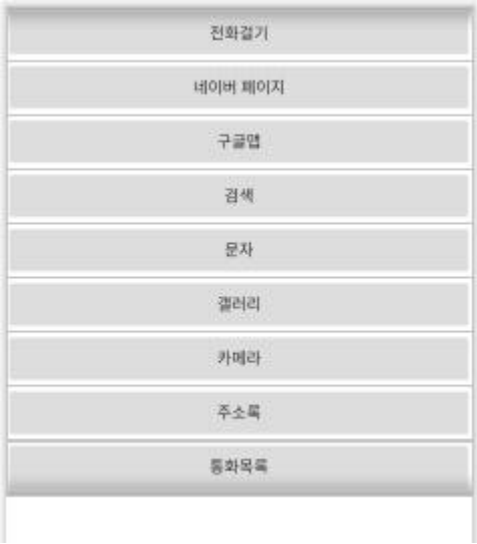 전화걸기
네이버 페이지
구글맵
검색
문자
갤러리
카메라
주소록
통화목록